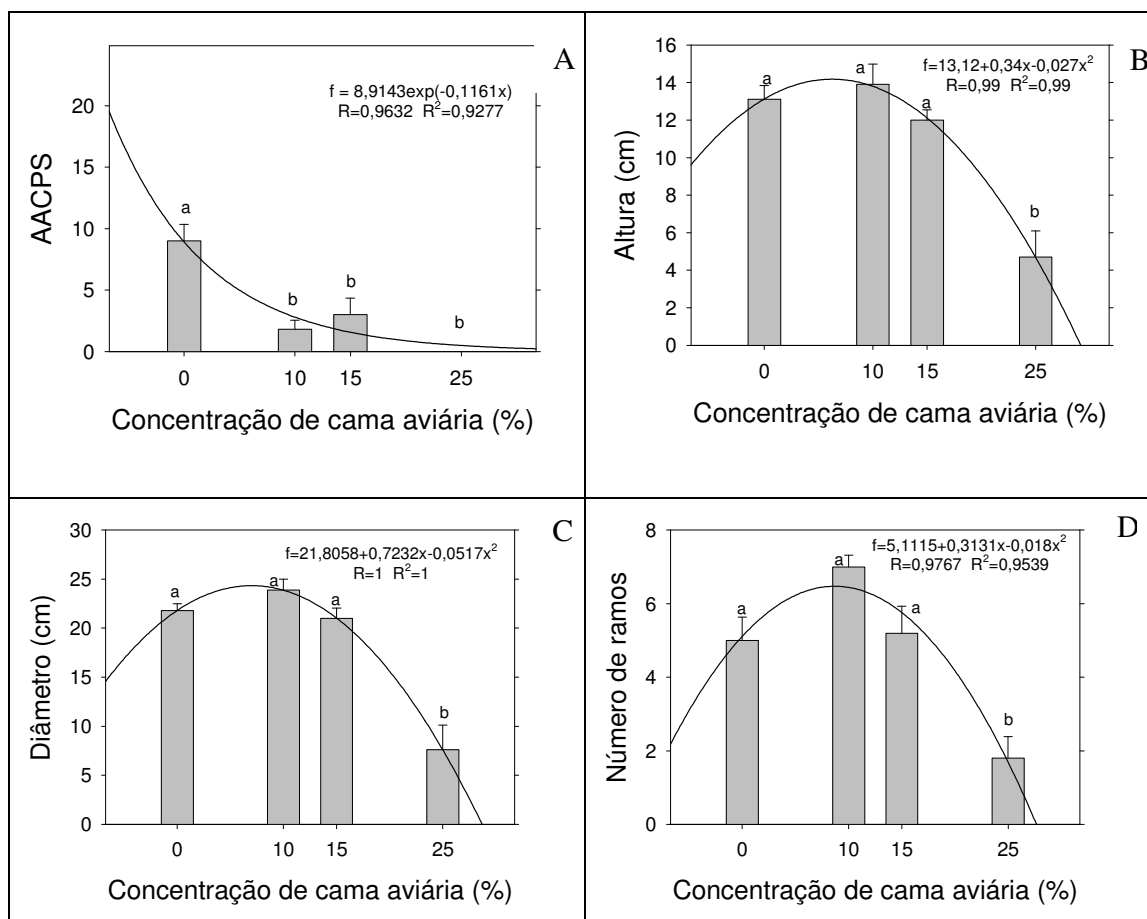 A
f = 8,9143exp(-0,1161x)
R=0,9632 R²=0,9277
AACPS
20
15
10
5
0
a
b
b
b
0 10 15 25
Concentração de cama aviária (%)
B
f=13,12+0,34x-0,027x²
R=0,99 R²=0,99
Altura (cm)
16
14
12
10
8
6
4
2
0
a
a
a
b
0 10 15 25
Concentração de cama aviária (%)
C
f=21,8058+0,7232x-0,0517x²
R=1 R²=1
Diâmetro (cm)
30
25
20
15
10
5
0
a
a
a
b
0 10 15 25
Concentração de cama aviária (%)
D
f=5,1115+0,3131x-0,018x²
R=0,9767 R²=0,9539
Número de ramos
8
6
4
2
0
a
a
a
b
0 10 15 25
Concentração de cama aviária (%)